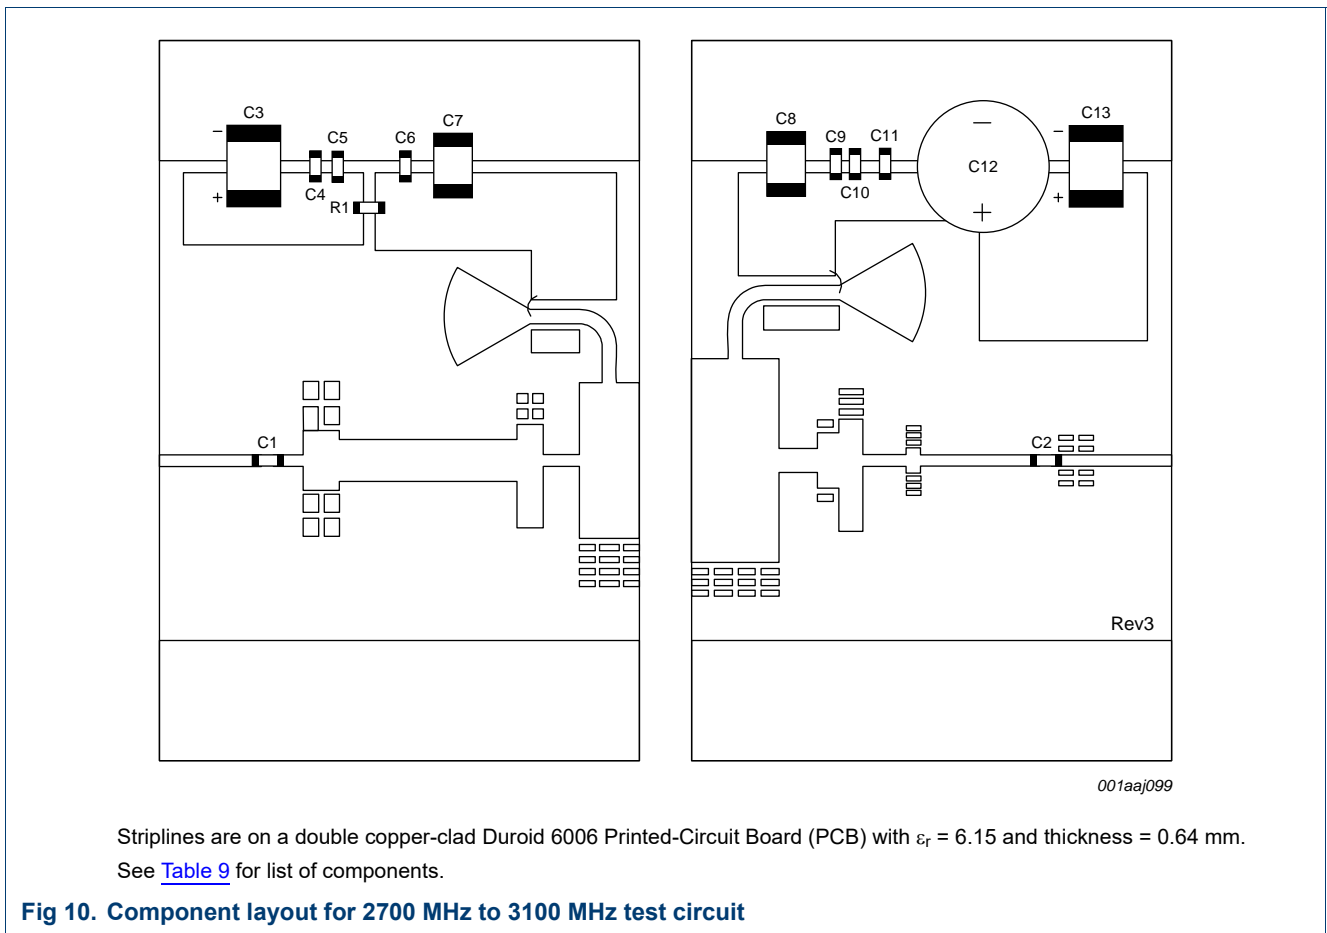 C3
C5
C6
C7
C4
R1
−
+
C1
C8
C9
C11
C10
−
C12
+
C13
−
+
C2
Rev3
001aaj099
Striplines are on a double copper-clad Duroid 6006 Printed-Circuit Board (PCB) with εr = 6.15 and thickness = 0.64 mm.
See Table 9 for list of components.
Fig 10. Component layout for 2700 MHz to 3100 MHz test circuit